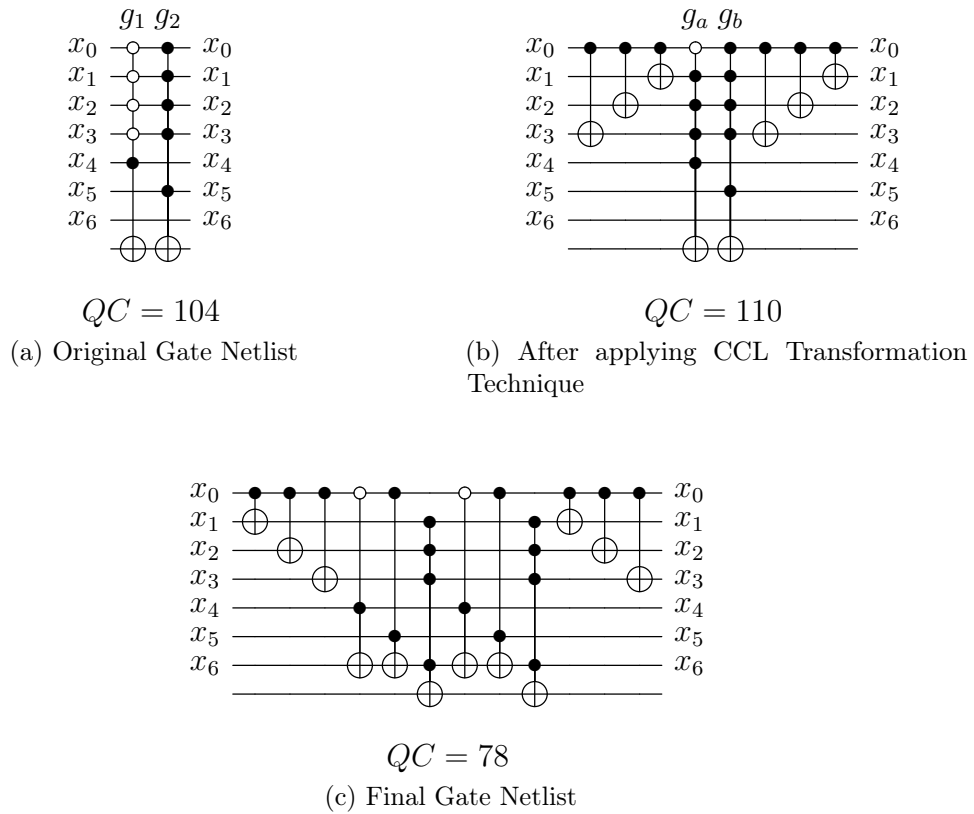 g1 g2
x0 x0
x1 x1
x2 x2
x3 x3
x4 x4
x5 x5
x6 x6
QC = 104
(a) Original Gate Netlist
ga gb
x0 x0
x1 x1
x2 x2
x3 x3
x4 x4
x5 x5
x6 x6
QC = 110
(b) After applying CCL Transformation
Technique
x0 x0
x1 x1
x2 x2
x3 x3
x4 x4
x5 x5
x6 x6
QC = 78
(c) Final Gate Netlist